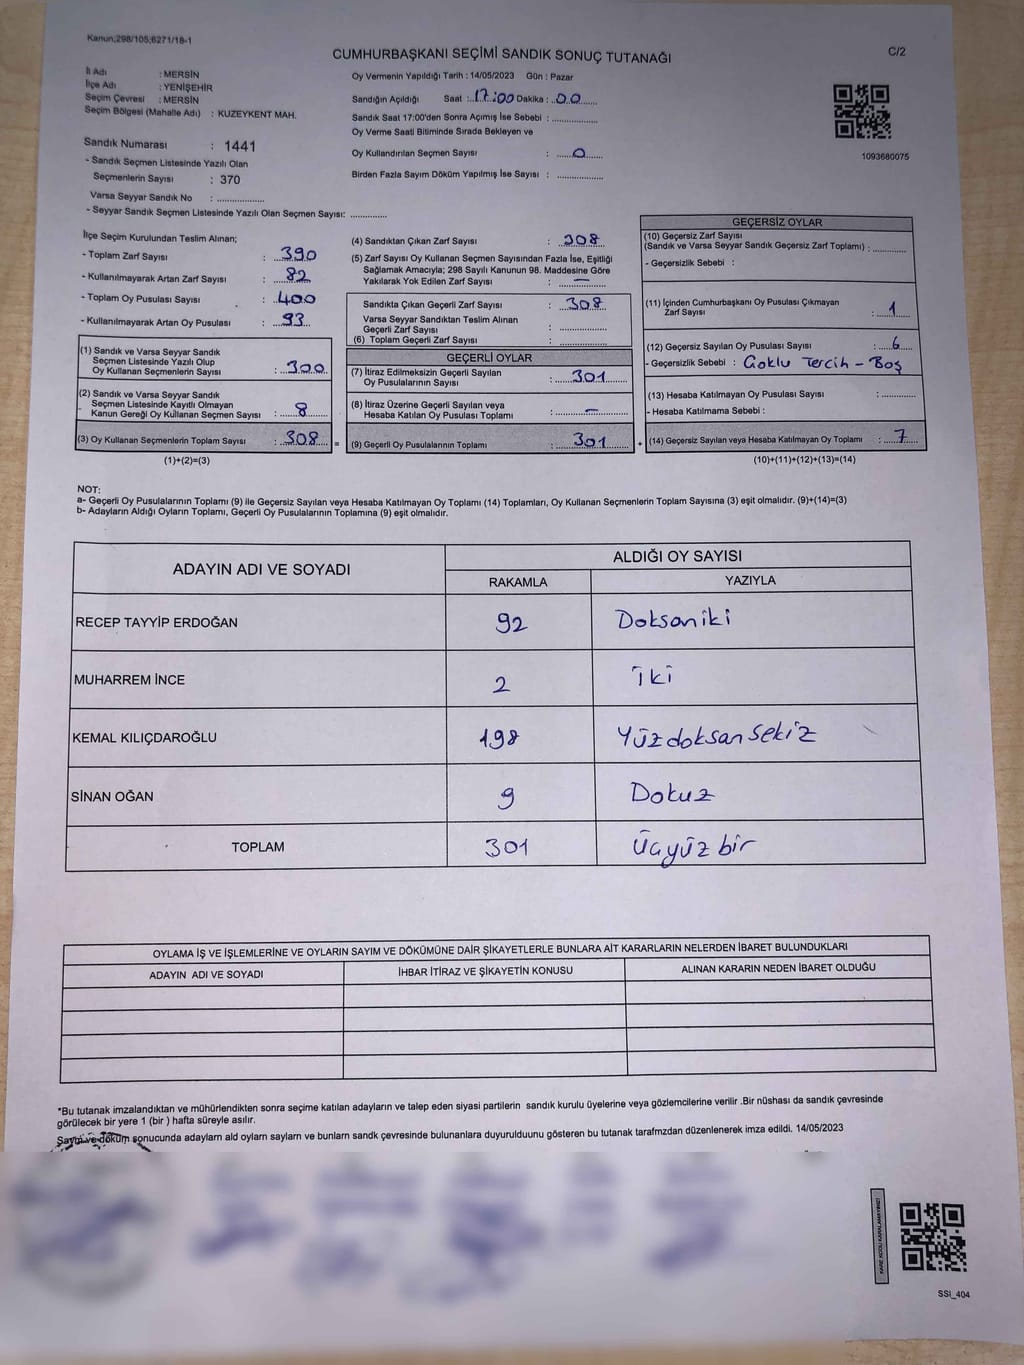 Kanun;298/105;6271/18-1
CUMHURBAŞKANI SEÇİMİ SANDIK SONUÇ TUTANAĞI
C/2
İl Adı : MERSİN
İlçe Adı : YENİŞEHİR
Seçim Çevresi : MERSİN
Seçim Bölgesi (Mahalle Adı) : KUZEYKENT MAH.
Sandık Numarası : 1441
- Sandık Seçmen Listesinde Yazılı Olan
Seçmenlerin Sayısı : 370
Varsa Seyyar Sandık No : ..................
- Seyyar Sandık Seçmen Listesinde Yazılı Olan Seçmen Sayısı: ..............
Oy Vermenin Yapıldığı Tarih : 14/05/2023 Gün : Pazar
Sandığın Açıldığı Saat : 17:00 Dakika : 00
Sandık Saat 17:00'den Sonra Açımış İse Sebebi : ..................
Oy Verme Saati Bitiminde Sırada Bekleyen ve
Oy Kullandırılan Seçmen Sayısı : 0
Birden Fazla Sayım Döküm Yapılmış İse Sayısı : ..................
1093680075
İlçe Seçim Kurulundan Teslim Alınan;
- Toplam Zarf Sayısı : 390
- Kullanılmayarak Artan Zarf Sayısı : 82
- Toplam Oy Pusulası Sayısı : 400
- Kullanılmayarak Artan Oy Pusulası : 93
(1) Sandık ve Varsa Seyyar Sandık
Seçmen Listesinde Yazılı Olup
Oy Kullanan Seçmenlerin Sayısı : 300
(2) Sandık ve Varsa Seyyar Sandık
Seçmen Listesinde Kayıtlı Olmayan
Kanun Gereği Oy Kullanan Seçmen Sayısı : 8
(3) Oy Kullanan Seçmenlerin Toplam Sayısı : 308 =
(1)+(2)=(3)
(4) Sandıktan Çıkan Zarf Sayısı : 308
(5) Zarf Sayısı Oy Kullanan Seçmen Sayısından Fazla İse, Eşitliği
Sağlamak Amacıyla; 298 Sayılı Kanunun 98. Maddesine Göre
Yakılarak Yok Edilen Zarf Sayısı : —
Sandıkta Çıkan Geçerli Zarf Sayısı : 308
Varsa Seyyar Sandıktan Teslim Alınan
Geçerli Zarf Sayısı : ..................
(6) Toplam Geçerli Zarf Sayısı : ..................
GEÇERLİ OYLAR
(7) İtiraz Edilmeksizin Geçerli Sayılan
Oy Pusulalarının Sayısı : 301
(8) İtiraz Üzerine Geçerli Sayılan veya
Hesaba Katılan Oy Pusulası Toplamı : —
(9) Geçerli Oy Pusulalarının Toplamı : 301 +
GEÇERSİZ OYLAR
(10) Geçersiz Zarf Sayısı
(Sandık ve Varsa Seyyar Sandık Geçersiz Zarf Toplamı) : ..............
- Geçersizlik Sebebi :
(11) İçinden Cumhurbaşkanı Oy Pusulası Çıkmayan
Zarf Sayısı : 1
(12) Geçersiz Sayılan Oy Pusulası Sayısı : 6
- Geçersizlik Sebebi : Çoklu Tercih - Boş
(13) Hesaba Katılmayan Oy Pusulası Sayısı : ..............
- Hesaba Katılmama Sebebi :
(14) Geçersiz Sayılan veya Hesaba Katılmayan Oy Toplamı : 7
(10)+(11)+(12)+(13)=(14)
NOT:
a- Geçerli Oy Pusulalarının Toplamı (9) ile Geçersiz Sayılan veya Hesaba Katılmayan Oy Toplamı (14) Toplamları, Oy Kullanan Seçmenlerin Toplam Sayısına (3) eşit olmalıdır. (9)+(14)=(3)
b- Adayların Aldığı Oyların Toplamı, Geçerli Oy Pusulalarının Toplamına (9) eşit olmalıdır.
ADAYIN ADI VE SOYADI
ALDIĞI OY SAYISI
RAKAMLA YAZIYLA
RECEP TAYYİP ERDOĞAN 92 Doksaniki
MUHARREM İNCE 2 iki
KEMAL KILIÇDAROĞLU 198 Yüzdoksan sekiz
SİNAN OĞAN 9 Dokuz
TOPLAM 301 Üçyüz bir
OYLAMA İŞ VE İŞLEMLERİNE VE OYLARIN SAYIM VE DÖKÜMÜNE DAİR ŞİKAYETLERLE BUNLARA AİT KARARLARIN NELERDEN İBARET BULUNDUKLARI
ADAYIN ADI VE SOYADI İHBAR İTİRAZ VE ŞİKAYETİN KONUSU ALINAN KARARIN NEDEN İBARET OLDUĞU
*Bu tutanak imzalandıktan ve mühürlendikten sonra seçime katılan adayların ve talep eden siyasi partilerin sandık kurulu üyelerine veya gözlemcilerine verilir .Bir nüshası da sandık çevresinde
görülecek bir yere 1 (bir ) hafta süreyle asılır.
Sayım ve döküm sonucunda adayların ald oyların sayların ve bunların sandk çevresinde bulunanlara duyurulduunu gösteren bu tutanak tarafmzdan düzenlenerek imza edildi. 14/05/2023
KARE KODU KARALAMAYINIZ!
SSI_404